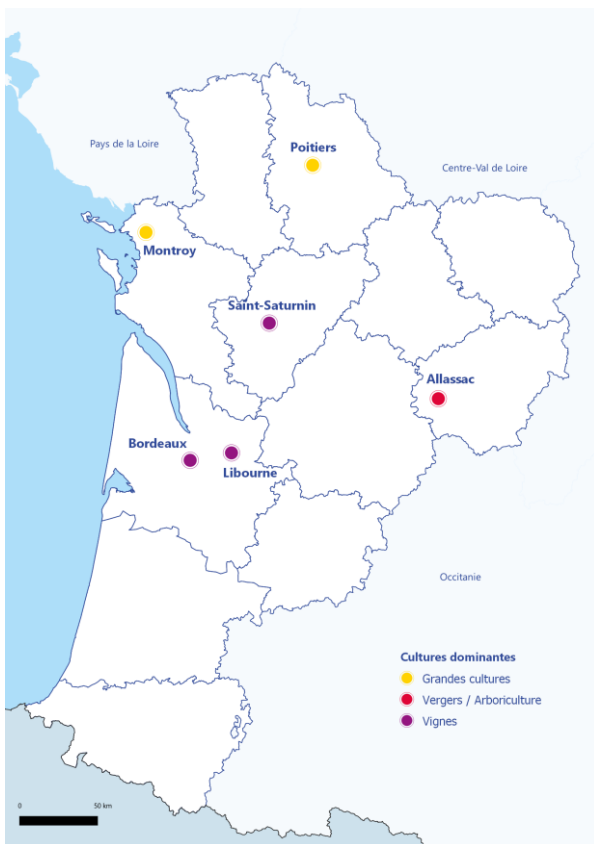 Pays de la Loire
Poitiers
Centre-Val de Loire
Montroy
Saint-Saturnin
Allassac
Bordeaux
Libourne
Occitanie
Cultures dominantes
Grandes cultures
Vergers / Arboriculture
Vignes
0 50 km